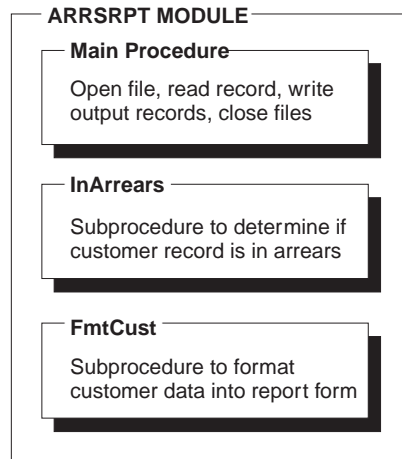 ARRSRPT MODULE
Main Procedure
Open file, read record, write
output records, close files
InArrears
Subprocedure to determine if
customer record is in arrears
FmtCust
Subprocedure to format
customer data into report form